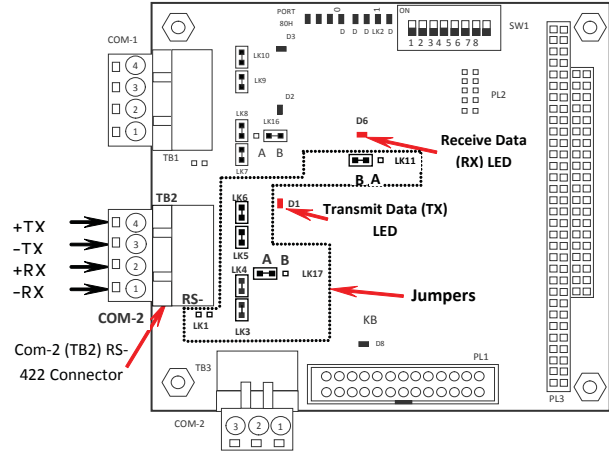 PORT
80H
0
1
D
D
D
D
LK2
D
ON
1 2 3 4 5 6 7 8
SW1
COM-1
4
3
2
1
TB1
LK10
LK9
D3
D2
LK8
LK16
A B
LK7
PL2
D6
Receive Data
(RX) LED
LK11
B A
TB2
+TX
-TX
+RX
-RX
4
3
2
1
COM-2
LK6
LK5
D1
Transmit Data (TX)
LED
LK4
A B
LK17
RS-
LK1
LK3
Jumpers
Com-2 (TB2) RS-
422 Connector
KB
D8
TB3
PL1
PL3
COM-2
3 2 1